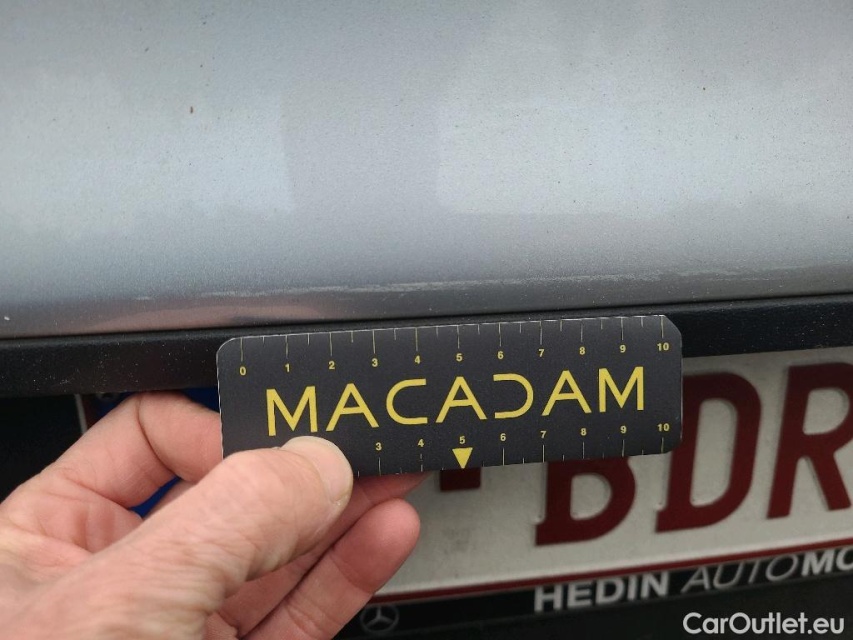 0 1 2 3 4 5 6 7 8 9 10
MACADAM
3 4 5 6 7 8 9 10
BDR
HEDIN AUTOMO
CarOutlet.eu